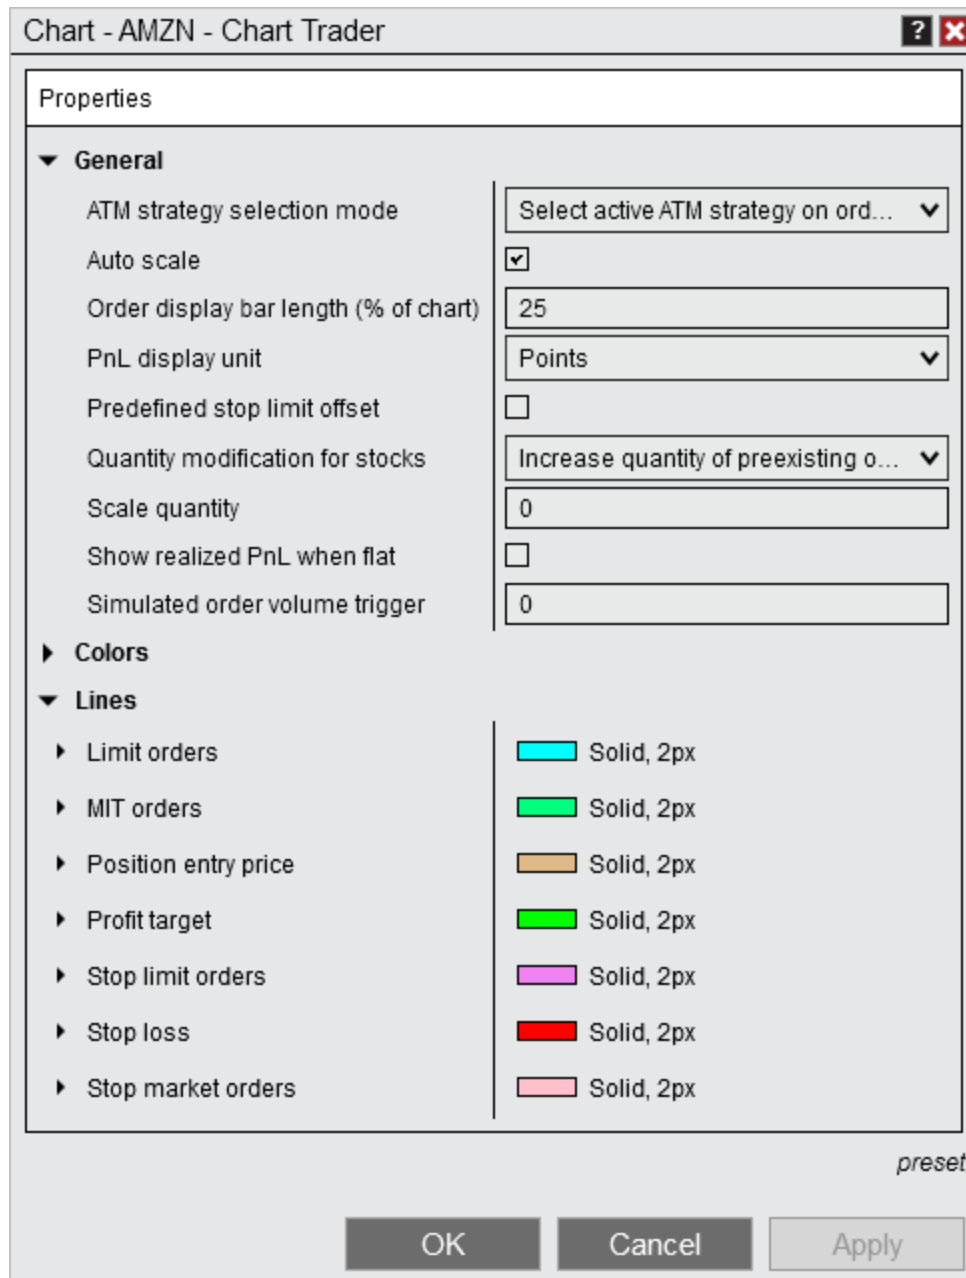 Chart - AMZN - Chart Trader
?
Properties
General
ATM strategy selection mode Select active ATM strategy on ord...
Auto scale
Order display bar length (% of chart) 25
PnL display unit Points
Predefined stop limit offset
Quantity modification for stocks Increase quantity of preexisting o...
Scale quantity 0
Show realized PnL when flat
Simulated order volume trigger 0
Colors
Lines
Limit orders Solid, 2px
MIT orders Solid, 2px
Position entry price Solid, 2px
Profit target Solid, 2px
Stop limit orders Solid, 2px
Stop loss Solid, 2px
Stop market orders Solid, 2px
preset
OK Cancel Apply